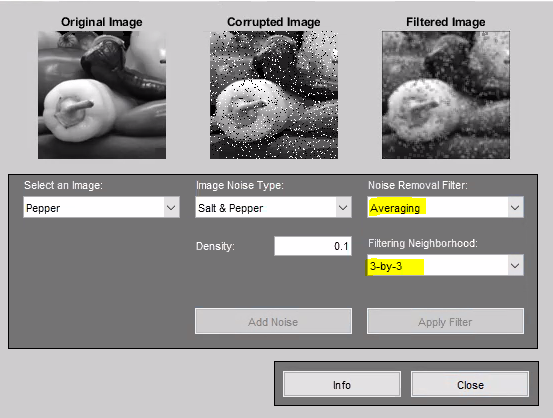 Original Image
Corrupted Image
Filtered Image
Select an Image:
Image Noise Type:
Noise Removal Filter:
Pepper
Salt & Pepper
Averaging
Density:
0.1
Filtering Neighborhood:
3-by-3
Add Noise
Apply Filter
Info
Close